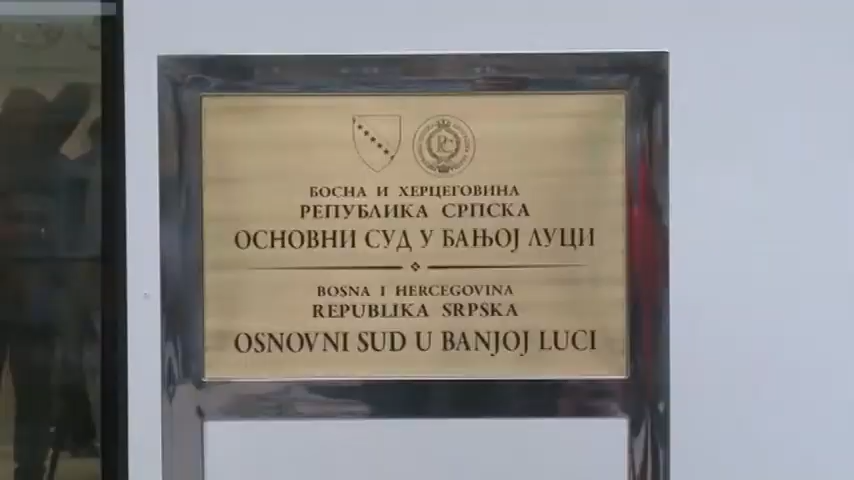 БОСНА И ХЕРЦЕГОВИНА
РЕПУБЛИКА СРПСКА
ОСНОВНИ СУД У БАЊОЈ ЛУЦИ
BOSNA I HERCEGOVINA
REPUBLIKA SRPSKA
OSNOVNI SUD U BANJOJ LUCI